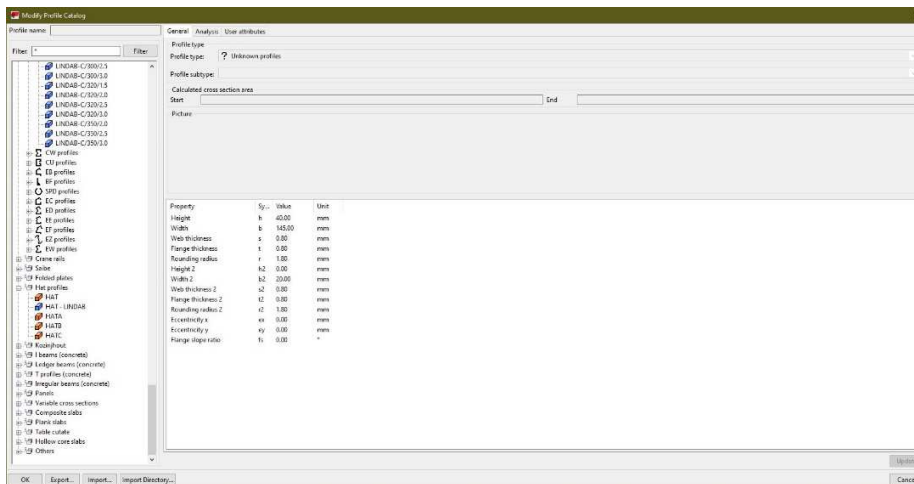 Modify Profile Catalog
Profile name:
Filter: * Filter
LINDAB-C/300/2.5
LINDAB-C/300/3.0
LINDAB-C/320/1.5
LINDAB-C/320/2.0
LINDAB-C/320/2.5
LINDAB-C/320/3.0
LINDAB-C/350/2.0
LINDAB-C/350/2.5
LINDAB-C/350/3.0
CW profiles
CU profiles
EB profiles
BF profiles
SPD profiles
EC profiles
ED profiles
EE profiles
EF profiles
EZ profiles
EW profiles
Crane rails
Folded plates
Hat profiles
HAT
HAT - LINDAB
HATA
HATB
HATC
Kozijnhout
I beams (concrete)
Ledger beams (concrete)
T profiles (concrete)
Irregular beams (concrete)
Panels
Variable cross sections
Composite slabs
Plank slabs
Hollow core slabs
Others
OK Export... Import... Import Directory...
General Analysis User attributes
Profile type
Profile type: ? Unknown profiles
Profile subtype:
Calculated cross section area
Start End
Picture
Property Sy... Value Unit
Height h 40.00 mm
Width b 145.00 mm
Web thickness s 0.80 mm
Flange thickness t 0.80 mm
Rounding radius r 1.80 mm
Height 2 h2 0.00 mm
Width 2 b2 20.00 mm
Web thickness 2 s2 0.80 mm
Flange thickness 2 t2 0.80 mm
Rounding radius 2 r2 1.80 mm
Eccentricity x ex 0.00 mm
Eccentricity y ey 0.00 mm
Flange slope ratio fs 0.00 °